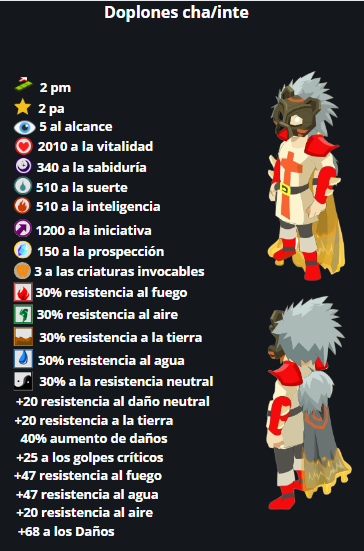 Doplones cha/inte
2 pm
2 pa
5 al alcance
2010 a la vitalidad
340 a la sabiduría
510 a la suerte
510 a la inteligencia
1200 a la iniciativa
150 a la prospección
3 a las criaturas invocables
30% resistencia al fuego
30% resistencia al aire
30% resistencia a la tierra
30% resistencia al agua
30% a la resistencia neutral
+20 resistencia al daño neutral
+20 resistencia a la tierra
40% aumento de daños
+25 a los golpes críticos
+47 resistencia al fuego
+47 resistencia al agua
+20 resistencia al aire
+68 a los Daños